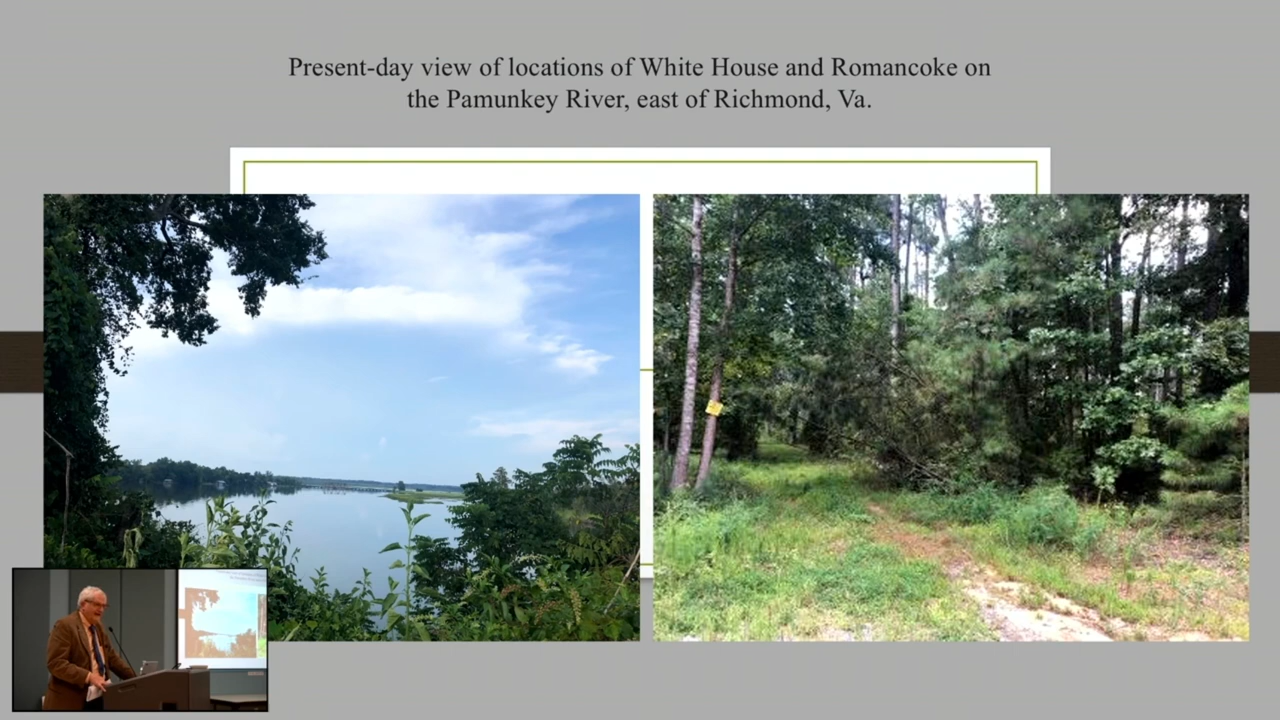 Present-day view of locations of White House and Romancoke on
the Pamunkey River, east of Richmond, Va.